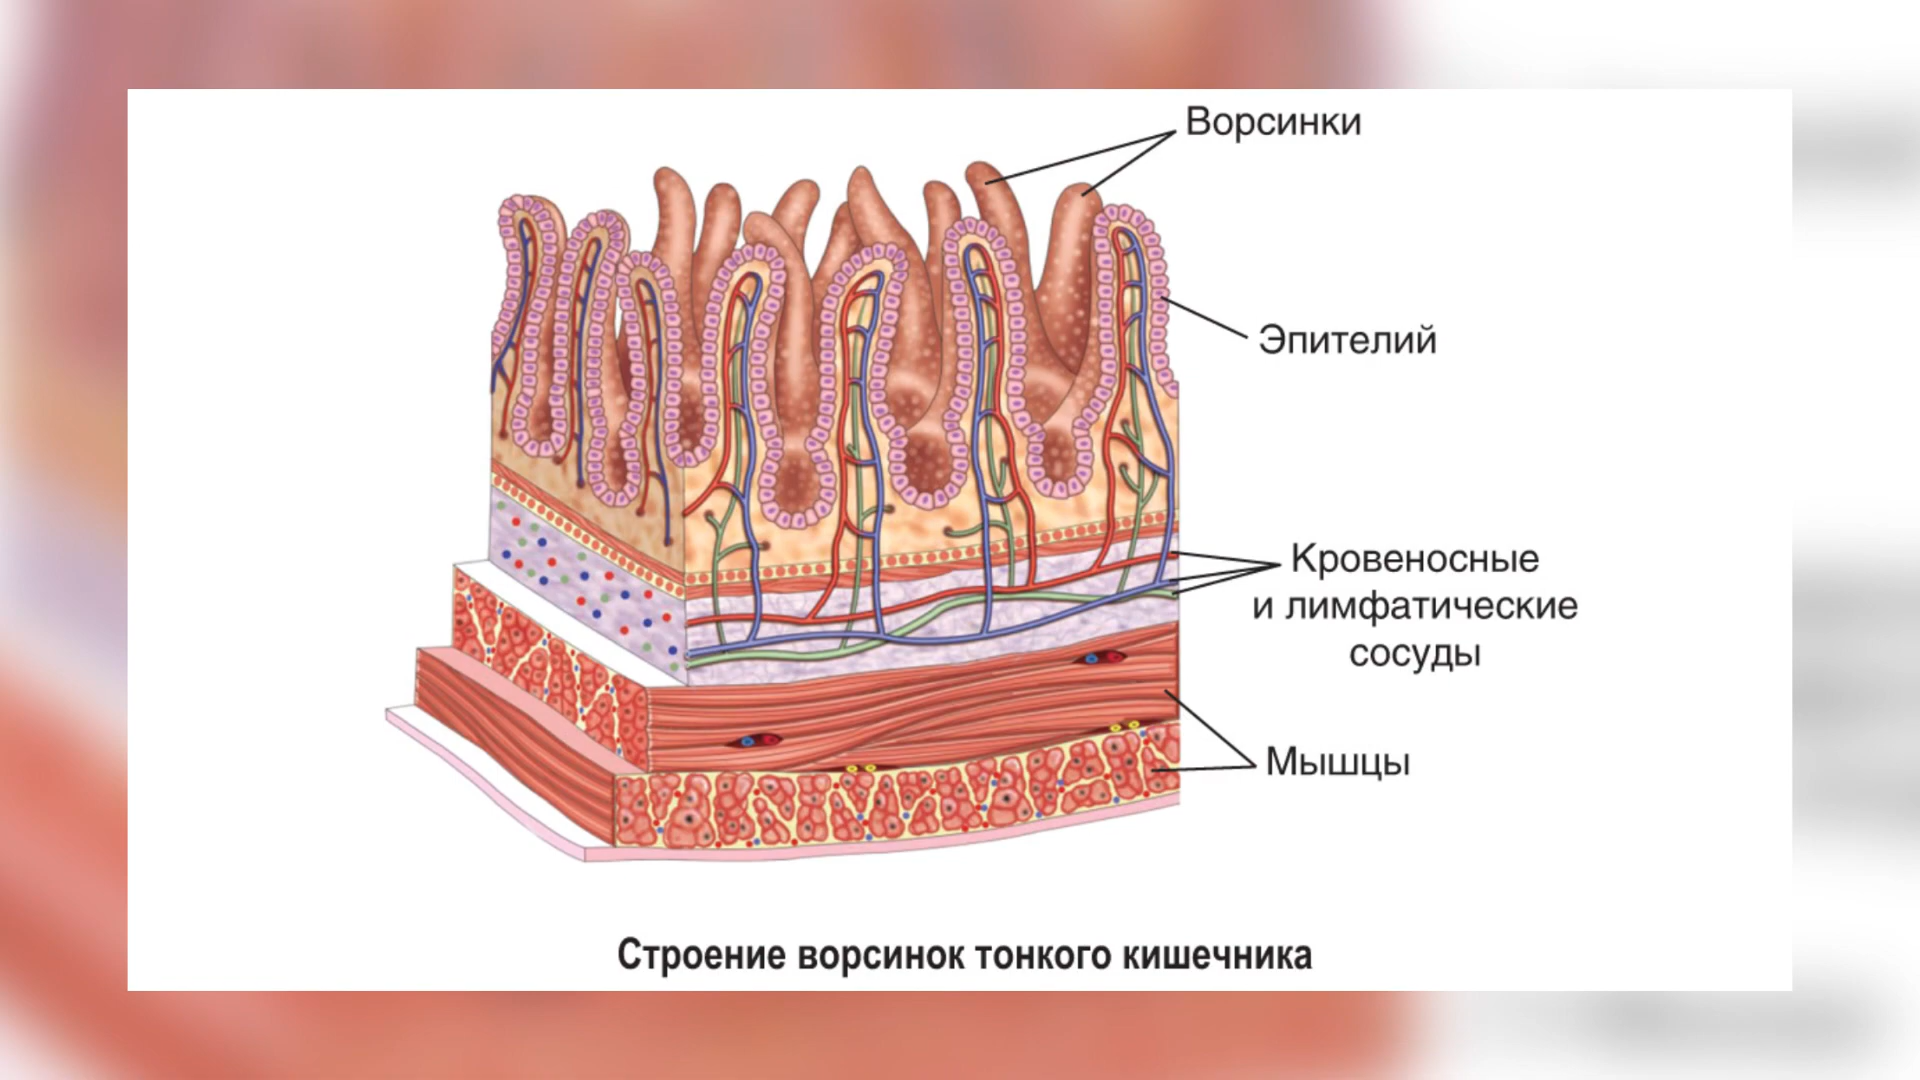 Ворсинки
Эпителий
Кровеносные
и лимфатические
сосуды
Мышцы
Строение ворсинок тонкого кишечника